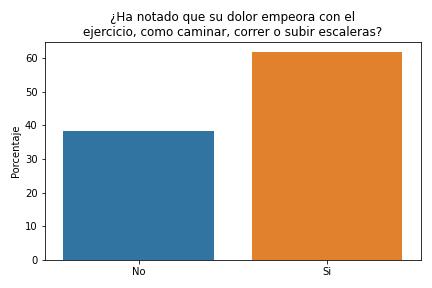 ¿Ha notado que su dolor empeora con el
ejercicio, como caminar, correr o subir escaleras?
60
50
40
30
20
10
0
Porcentaje
No
Si